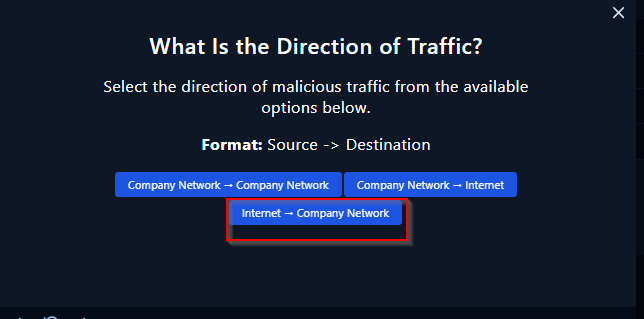 What Is the Direction of Traffic?
Select the direction of malicious traffic from the available
options below.
Format: Source -> Destination
Company Network → Company Network Company Network → Internet
Internet → Company Network